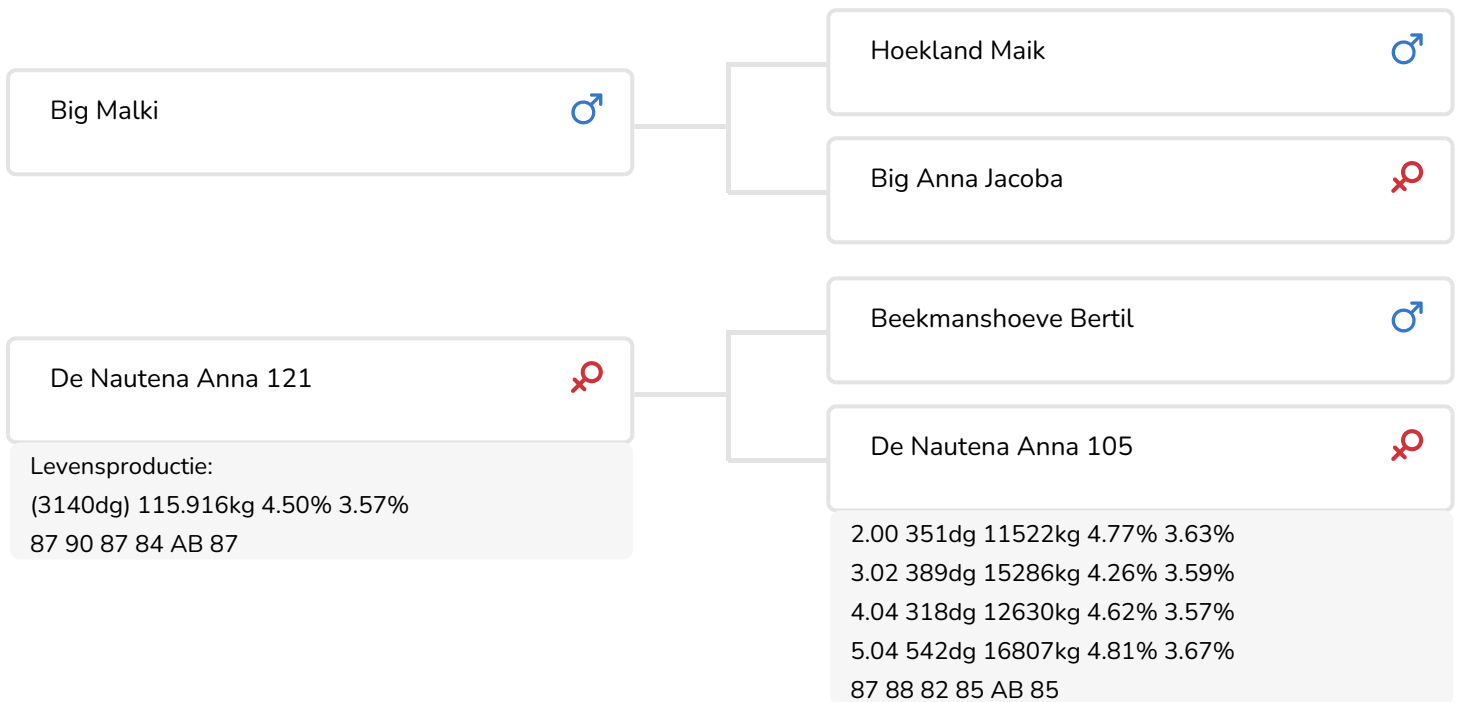 Big Malki
Hoekland Maik
Big Anna Jacoba
De Nautena Anna 121
Levensproductie:
(3140dg) 115.916kg 4.50% 3.57%
87 90 87 84 AB 87
Beekmanshoeve Bertil
De Nautena Anna 105
2.00 351dg 11522kg 4.77% 3.63%
3.02 389dg 15286kg 4.26% 3.59%
4.04 318dg 12630kg 4.62% 3.57%
5.04 542dg 16807kg 4.81% 3.67%
87 88 82 85 AB 85